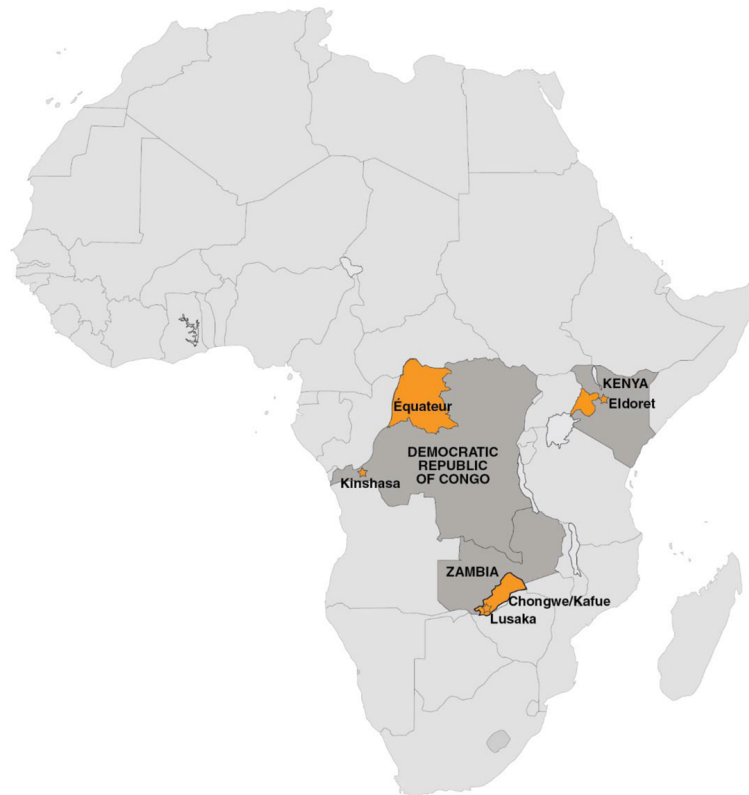 KENYA
Équateur
Eldoret
DEMOCRATIC
REPUBLIC
OF CONGO
Kinshasa
ZAMBIA
Chongwe/Kafue
Lusaka